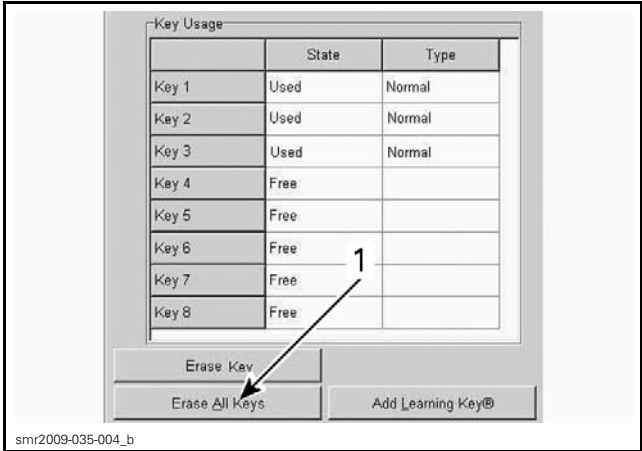 Key Usage
State Type
Key 1 Used Normal
Key 2 Used Normal
Key 3 Used Normal
Key 4 Free
Key 5 Free
Key 6 Free
Key 7 Free
Key 8 Free
1
Erase Key
Erase All Keys Add Learning Key®
smr2009-035-004_b